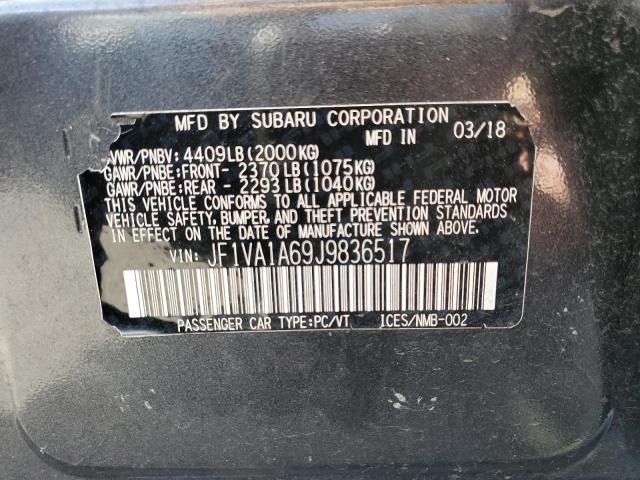 MFD BY SUBARU CORPORATION
MFD IN 03/18
VWR/PNBV: 4409LB(2000KG)
GAWR/PNBE:FRONT- 2370LB(1075KG)
GAWR/PNBE:REAR - 2293LB(1040KG)
THIS VEHICLE CONFORMS TO ALL APPLICABLE FEDERAL MOTOR
VEHICLE SAFETY, BUMPER, AND THEFT PREVENTION STANDARDS
IN EFFECT ON THE DATE OF MANUFACTURE SHOWN ABOVE.
VIN: JF1VA1A69J9836517
PASSENGER CAR TYPE:PC/VT ICES/NMB-002